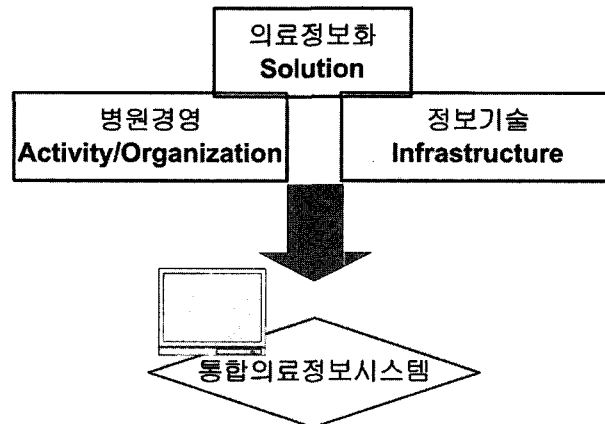 의료정보화
Solution
병원경영
Activity/Organization
정보기술
Infrastructure
통합의료정보시스템